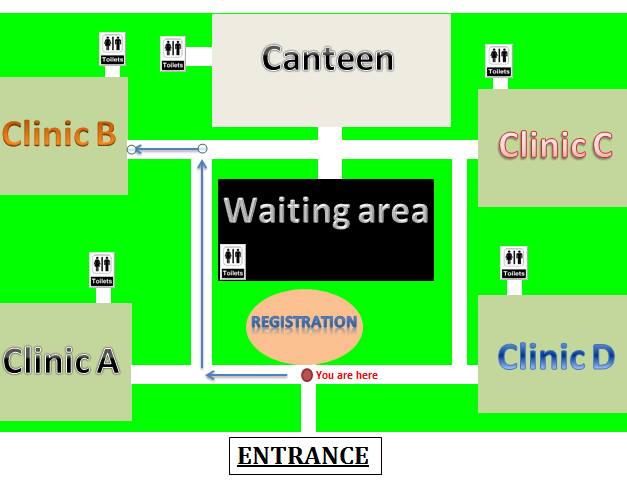 Toilets
Toilets
Canteen
Toilets
Clinic B
Clinic C
Waiting area
Toilets
Toilets
Toilets
REGISTRATION
Clinic A
Clinic D
You are here
ENTRANCE